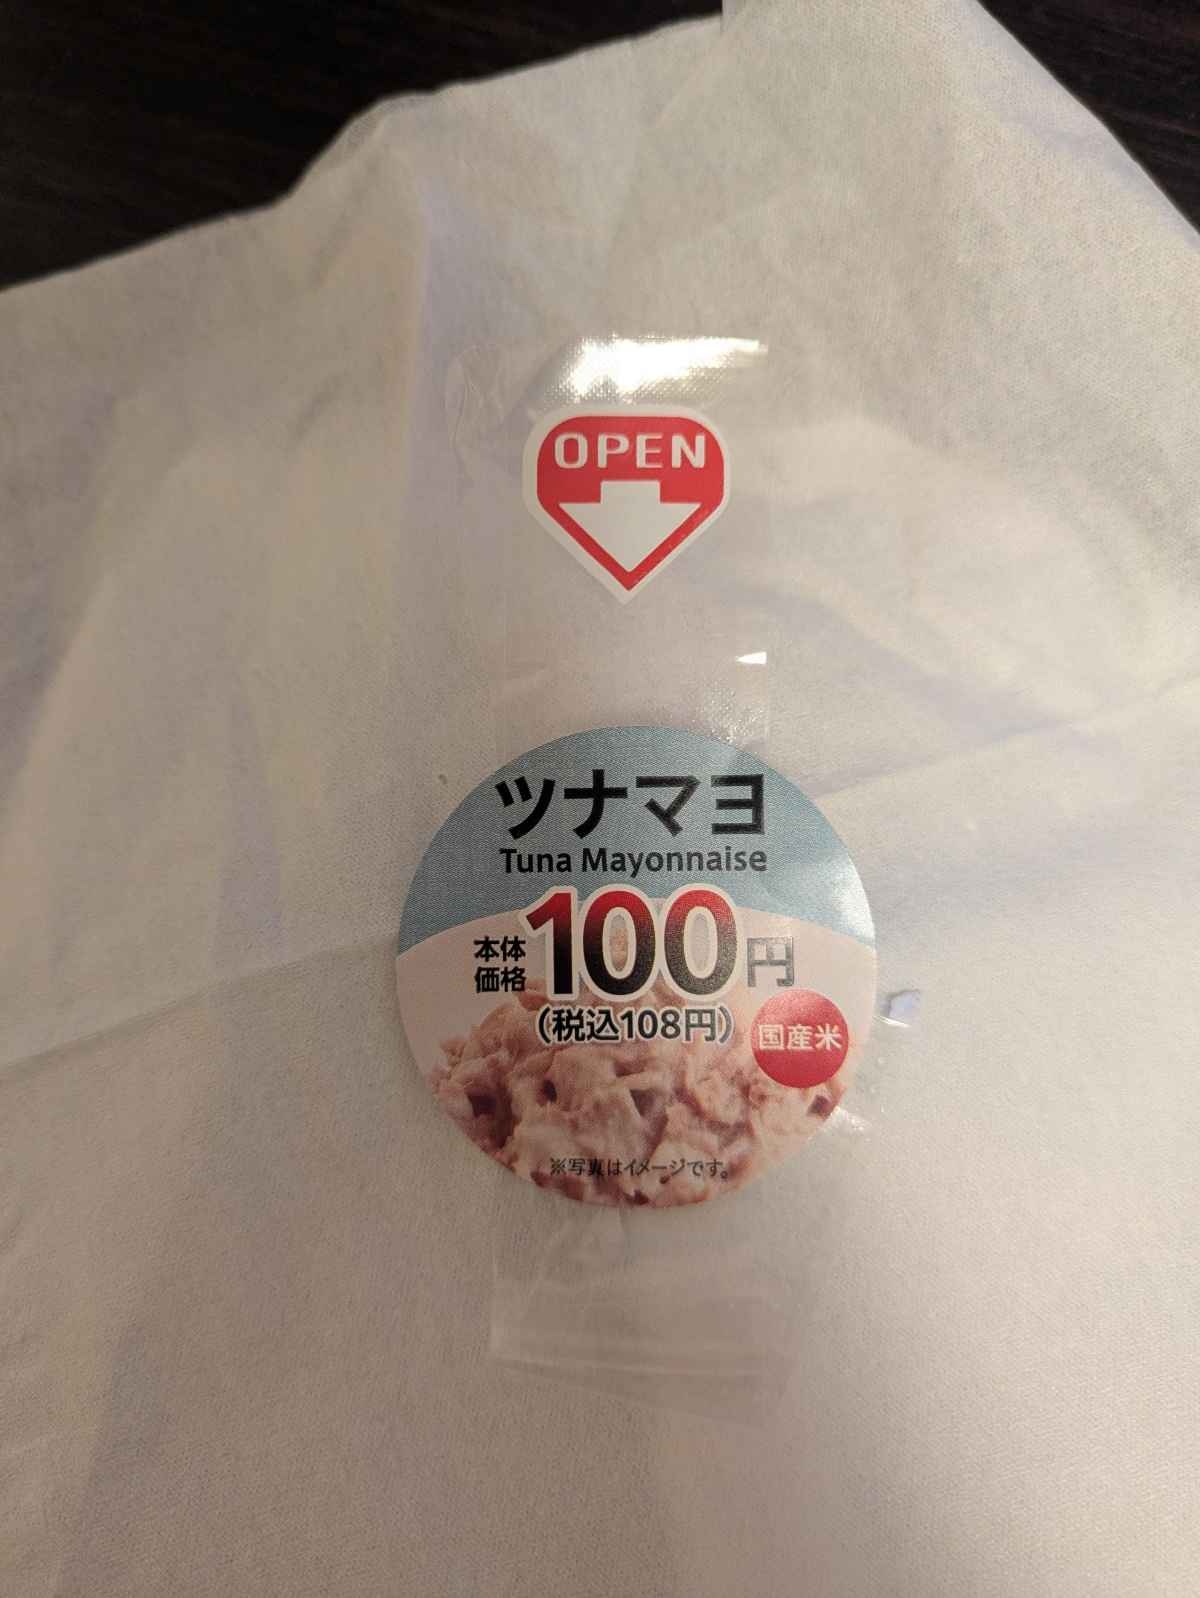 OPEN
ツナマヨ
Tuna Mayonnaise
本体
価格
100円
(税込108円)
国産米
※写真はイメージです。